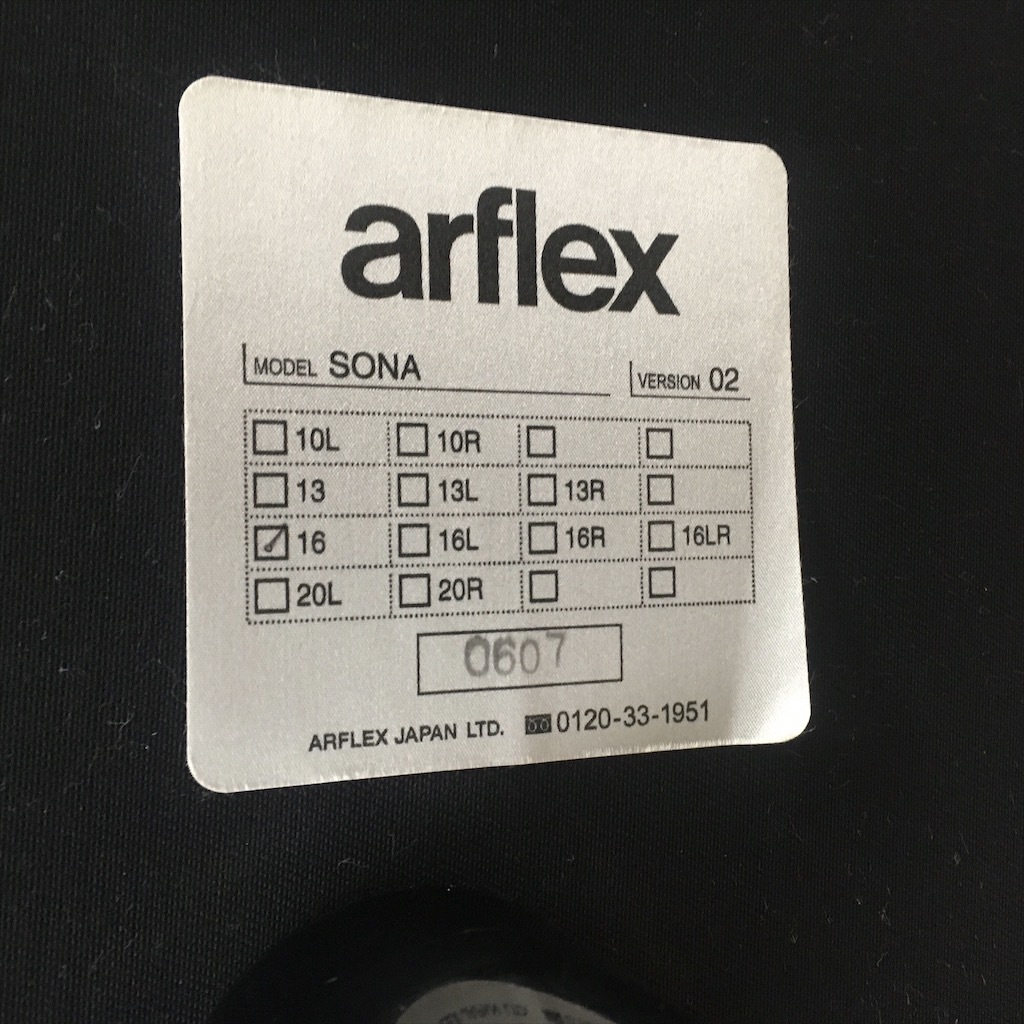 arflex
MODEL SONA VERSION 02
10L 10R
13 13L 13R
16 16L 16R 16LR
20L 20R
0607
ARFLEX JAPAN LTD. 0120-33-1951